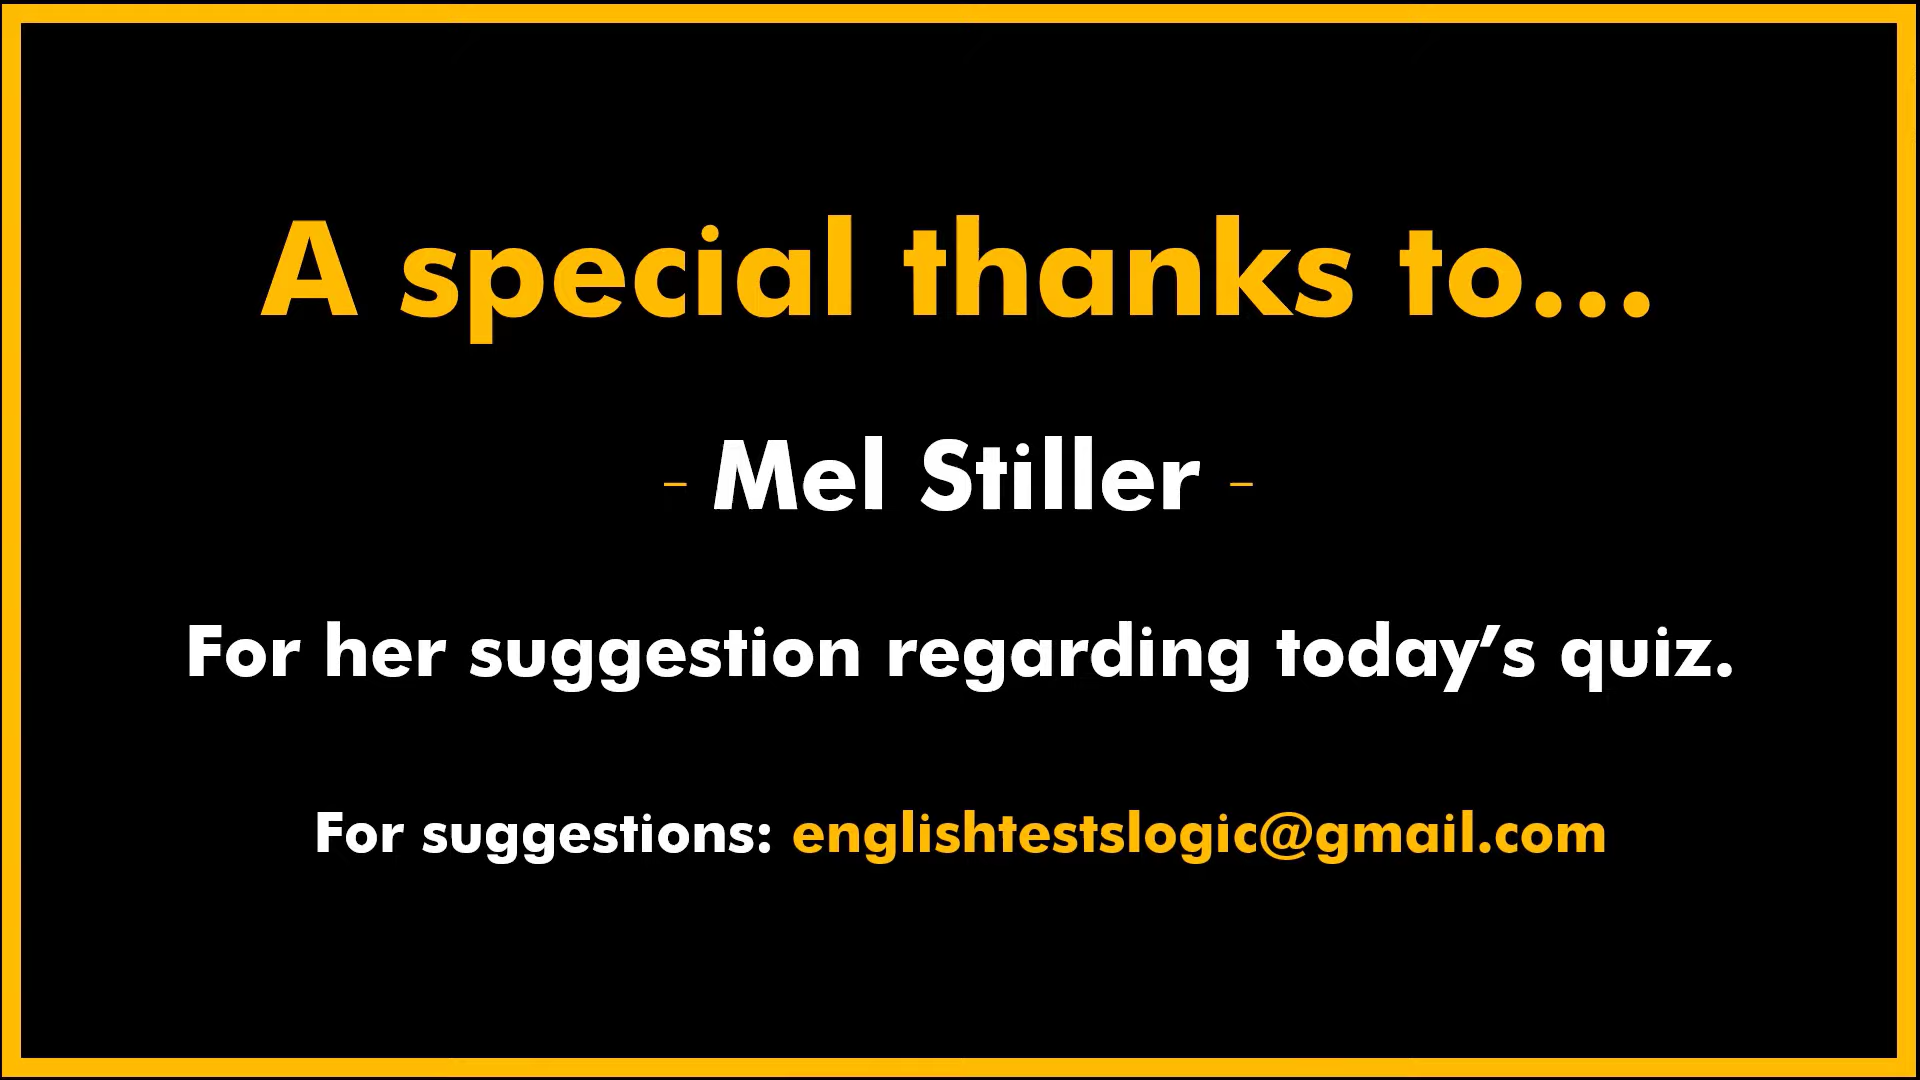 A special thanks to...
- Mel Stiller -
For her suggestion regarding today’s quiz.
For suggestions: englishtestslogic@gmail.com